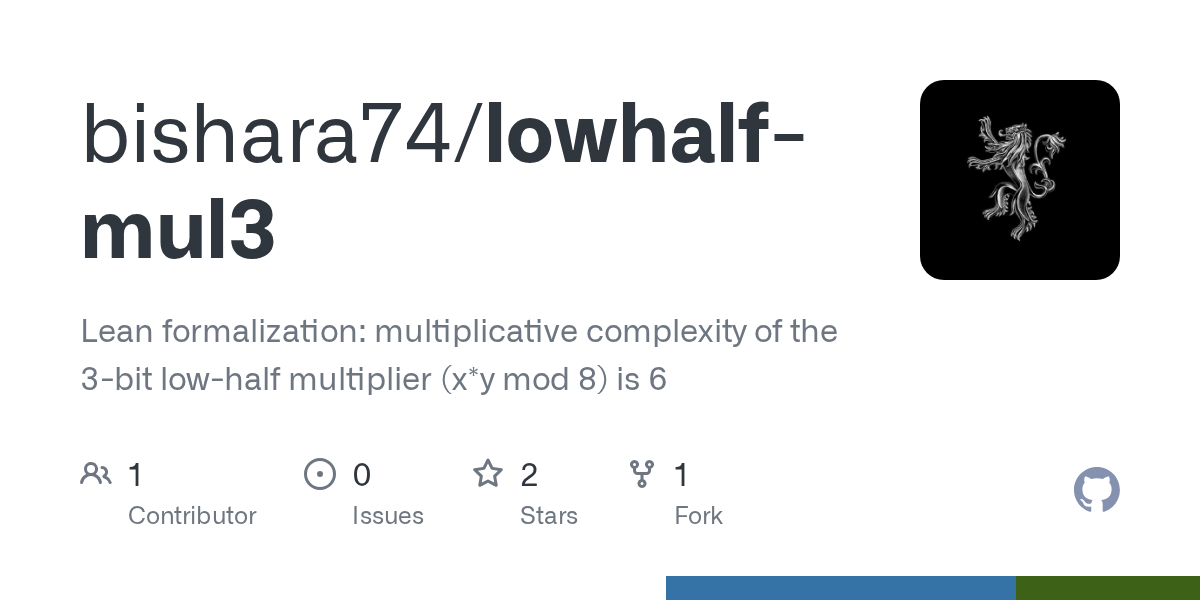 bishara74/lowhalf-
mul3
Lean formalization: multiplicative complexity of the
3-bit low-half multiplier (x*y mod 8) is 6
1 0 2 1
Contributor Issues Stars Fork